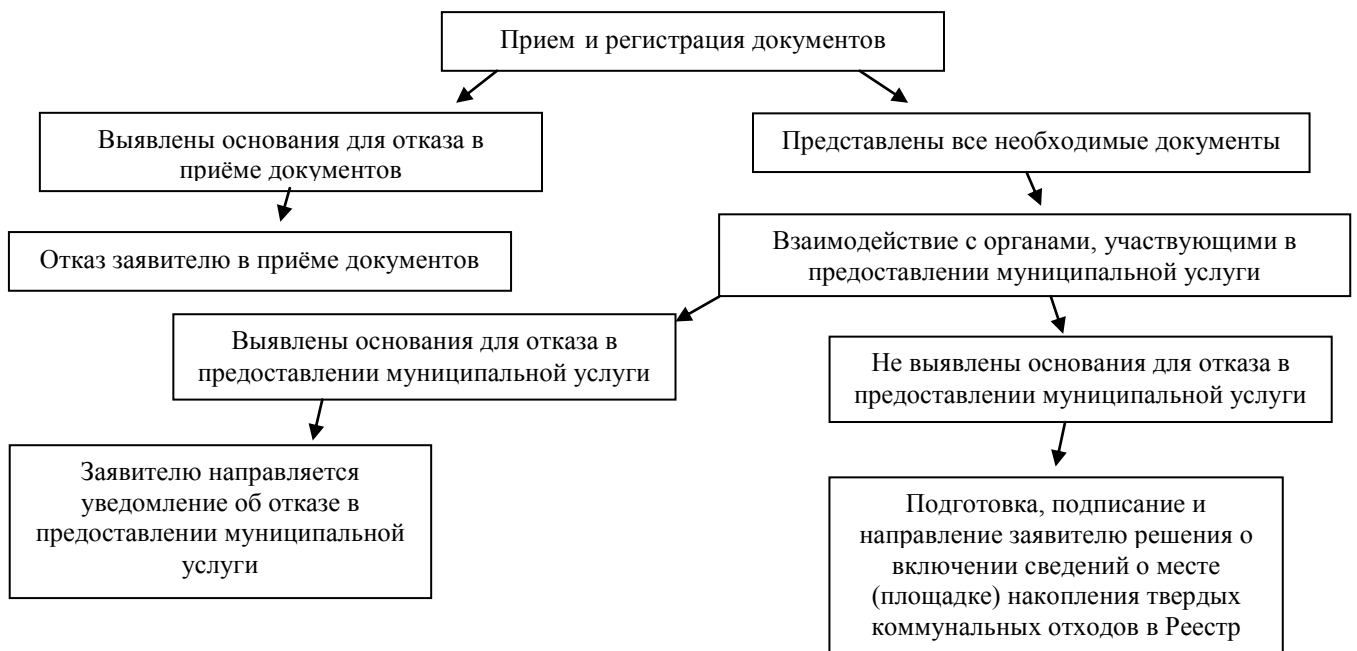 Прием и регистрация документов
Выявлены основания для отказа в
приёме документов
Представлены все необходимые документы
Отказ заявителю в приёме документов
Взаимодействие с органами, участвующими в
предоставлении муниципальной услуги
Выявлены основания для отказа в
предоставлении муниципальной услуги
Не выявлены основания для отказа в
предоставлении муниципальной услуги
Заявителю направляется
уведомление об отказе в
предоставлении муниципальной
услуги
Подготовка, подписание и
направление заявителю решения о
включении сведений о месте
(площадке) накопления твердых
коммунальных отходов в Реестр